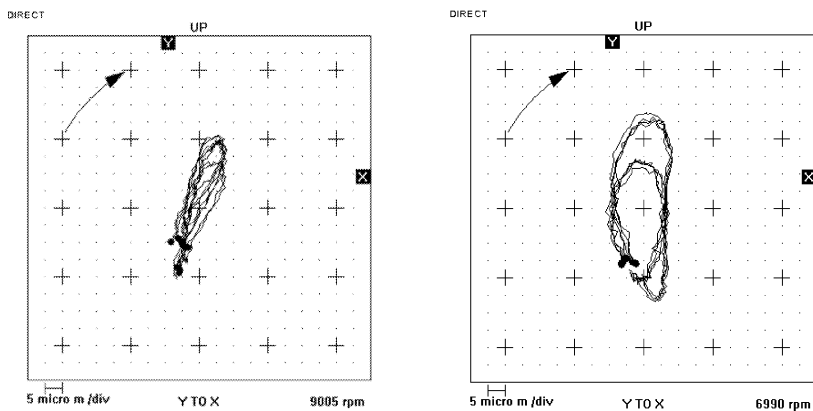 DIRECT
UP
Y
X
5 micro m /div
Y TO X
9005 rpm
DIRECT
UP
Y
X
5 micro m /div
Y TO X
6990 rpm